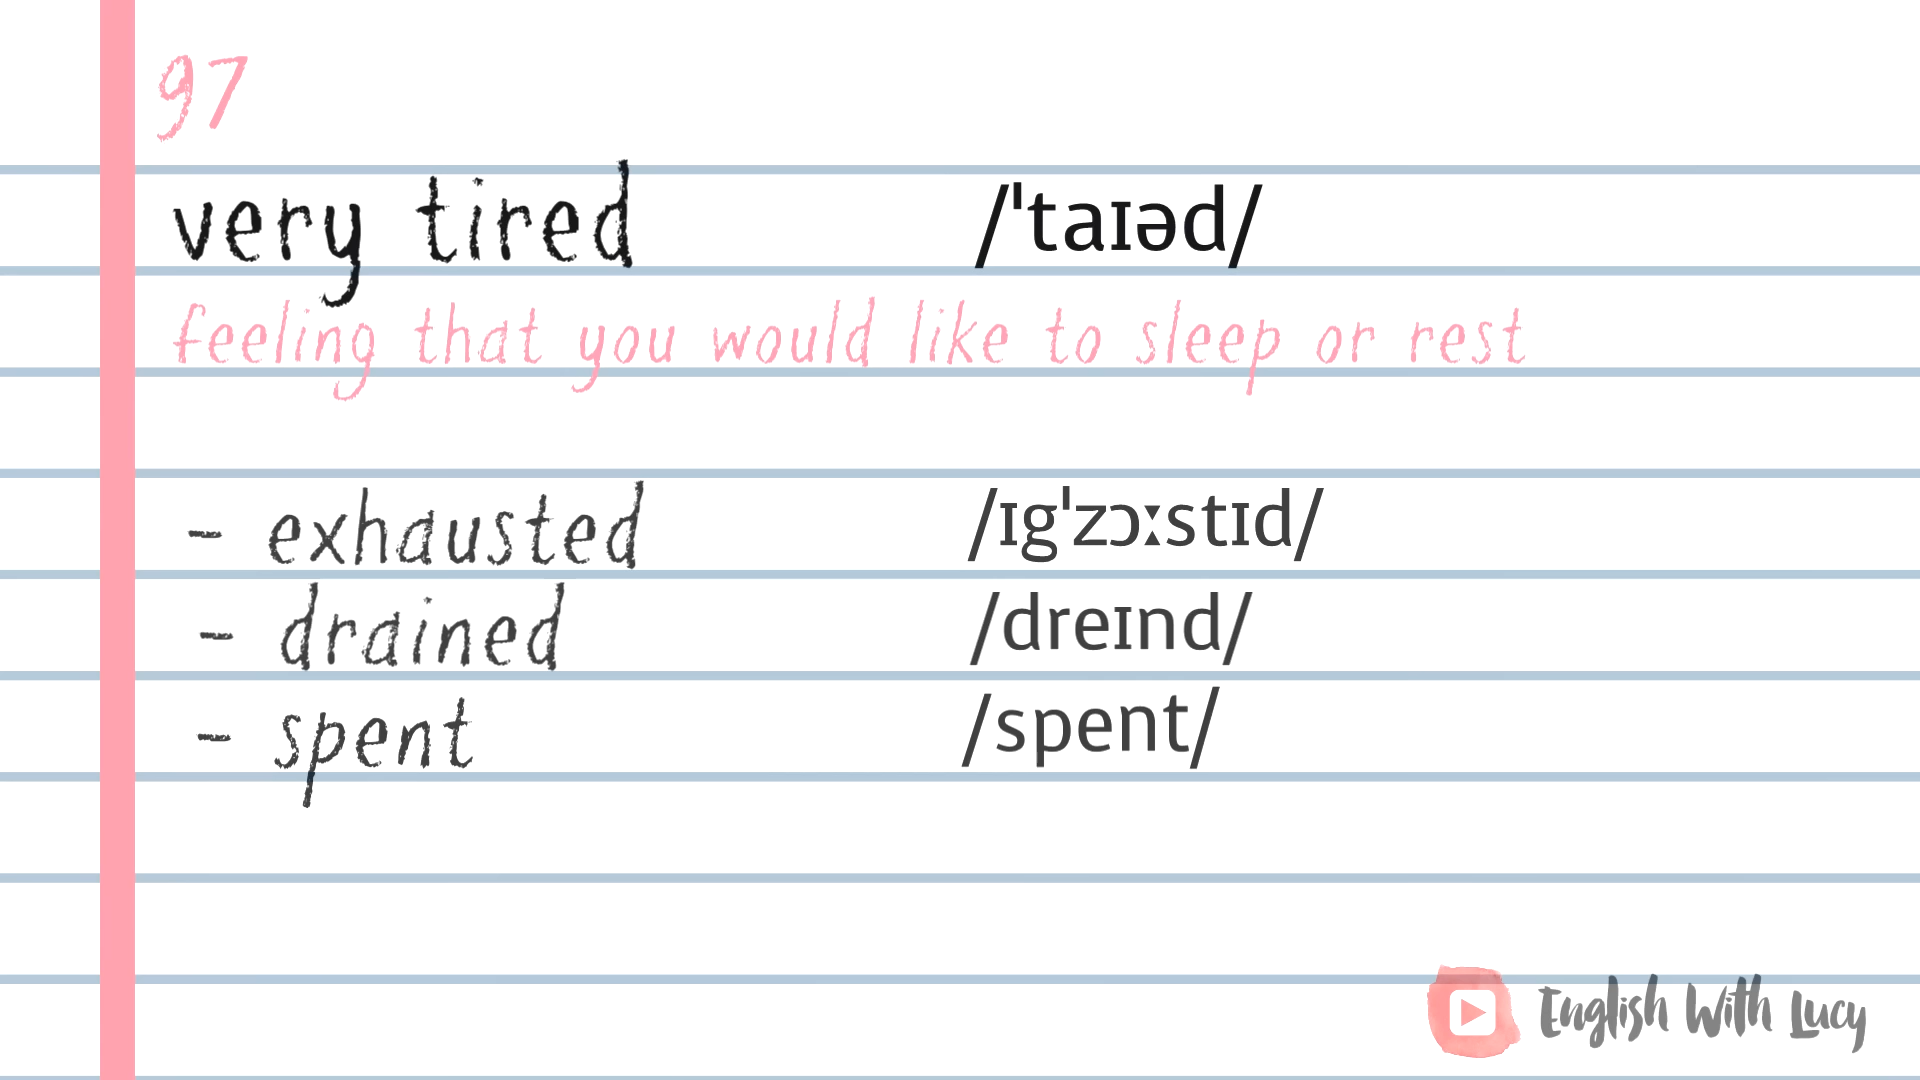 97
very tired /ˈtaɪəd/
feeling that you would like to sleep or rest
- exhausted /ɪgˈzɔːstɪd/
- drained /dreɪnd/
- spent /spent/
English With Lucy